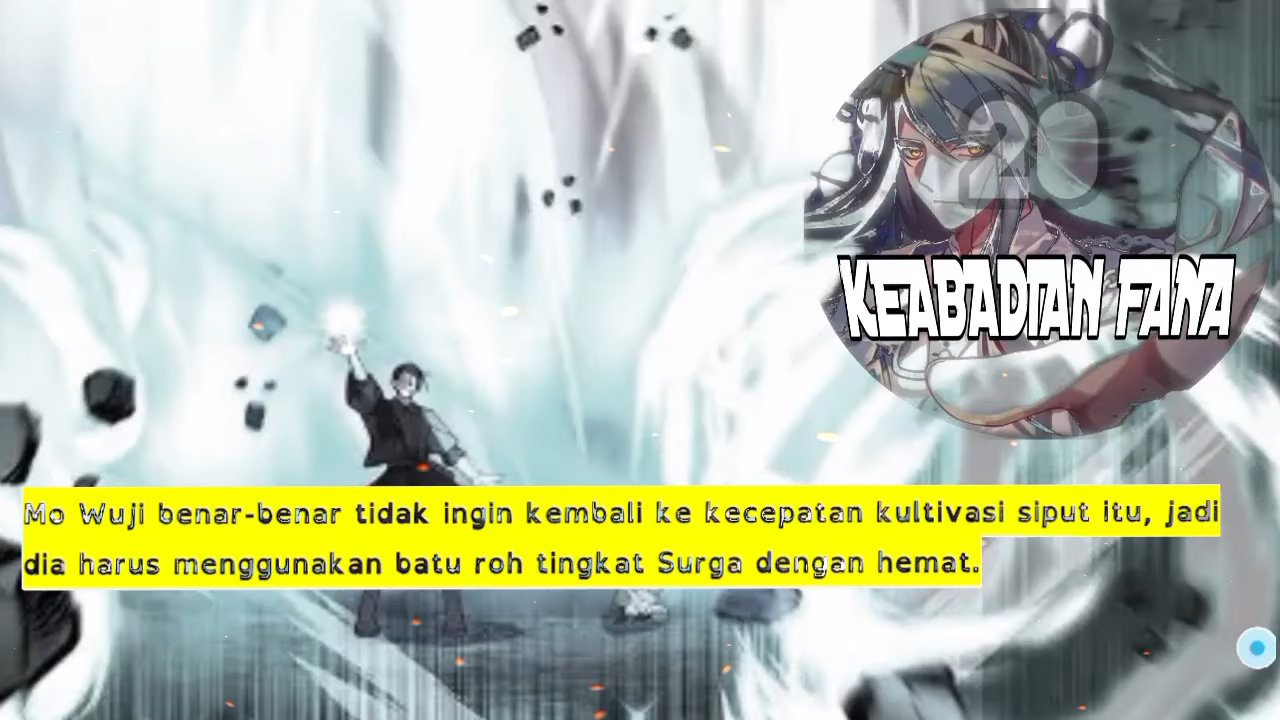 20
KEABADIAN FANA
Mo Wuji benar-benar tidak ingin kembali ke kecepatan kultivasi siput itu, jadi
dia harus menggunakan batu roh tingkat Surga dengan hemat.